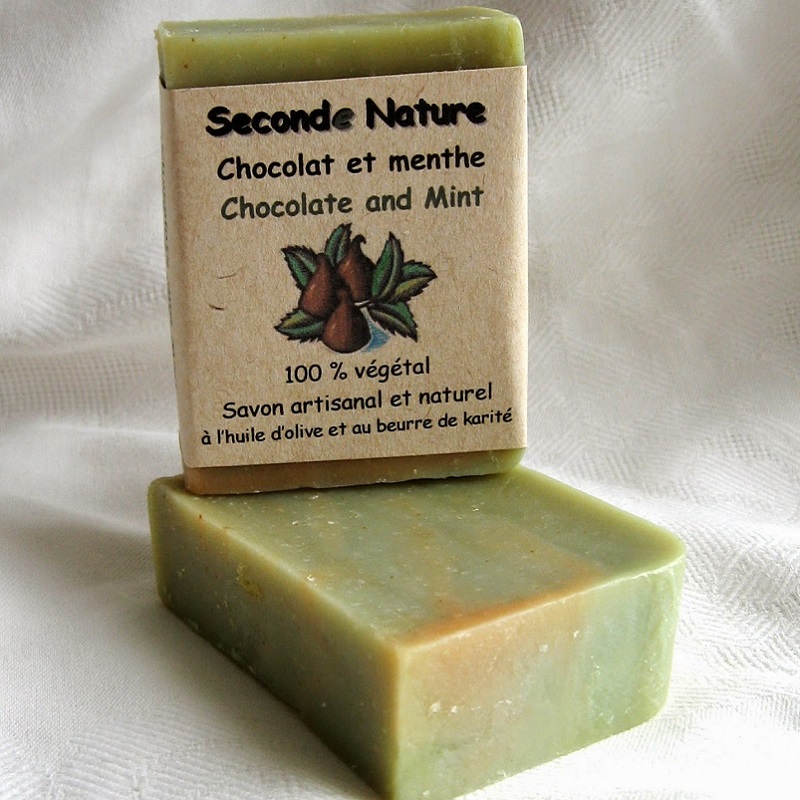 Seconde Nature
Chocolat et menthe
Chocolate and Mint
100 % végétal
Savon artisanal et naturel
à l'huile d'olive et au beurre de karité